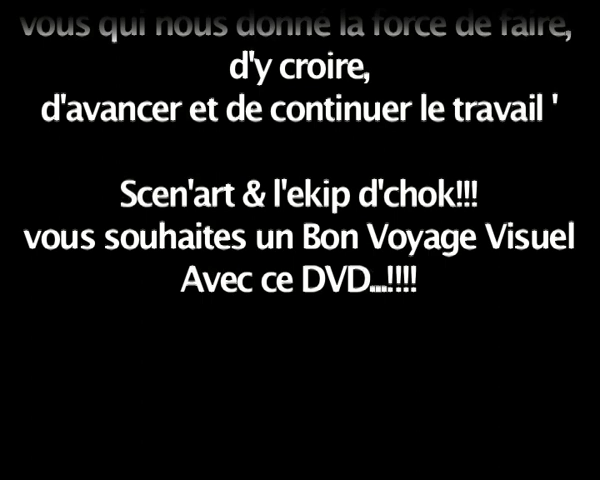 vous qui nous donné la force de faire,
d'y croire,
d'avancer et de continuer le travail '
Scen'art & l'ekip d'chok!!!
vous souhaites un Bon Voyage Visuel
Avec ce DVD...!!!!